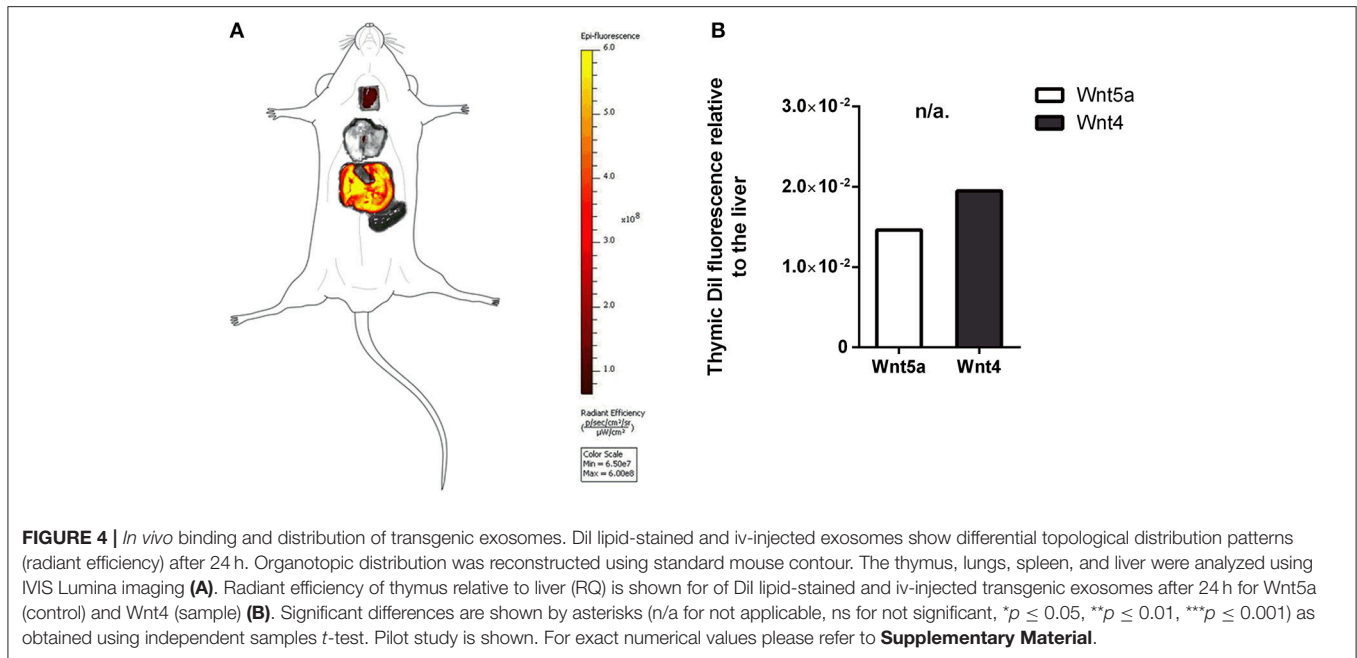 A
Epi-fluorescence
6.0
5.0
4.0
x10⁸
3.0
2.0
1.0
Radiant Efficiency
(p/sec/cm²/sr
µW/cm²)
Color Scale
Min = 6.50e7
Max = 6.00e8
B
Thymic DiI fluorescence relative
to the liver
3.0×10⁻²
2.0×10⁻²
1.0×10⁻²
0
n/a.
Wnt5a
Wnt4
Wnt5a
Wnt4
FIGURE 4 | In vivo binding and distribution of transgenic exosomes. DiI lipid-stained and iv-injected exosomes show differential topological distribution patterns
(radiant efficiency) after 24 h. Organotopic distribution was reconstructed using standard mouse contour. The thymus, lungs, spleen, and liver were analyzed using
IVIS Lumina imaging (A). Radiant efficiency of thymus relative to liver (RQ) is shown for of DiI lipid-stained and iv-injected transgenic exosomes after 24 h for Wnt5a
(control) and Wnt4 (sample) (B). Significant differences are shown by asterisks (n/a for not applicable, ns for not significant, *p ≤ 0.05, **p ≤ 0.01, ***p ≤ 0.001) as
obtained using independent samples t-test. Pilot study is shown. For exact numerical values please refer to Supplementary Material.